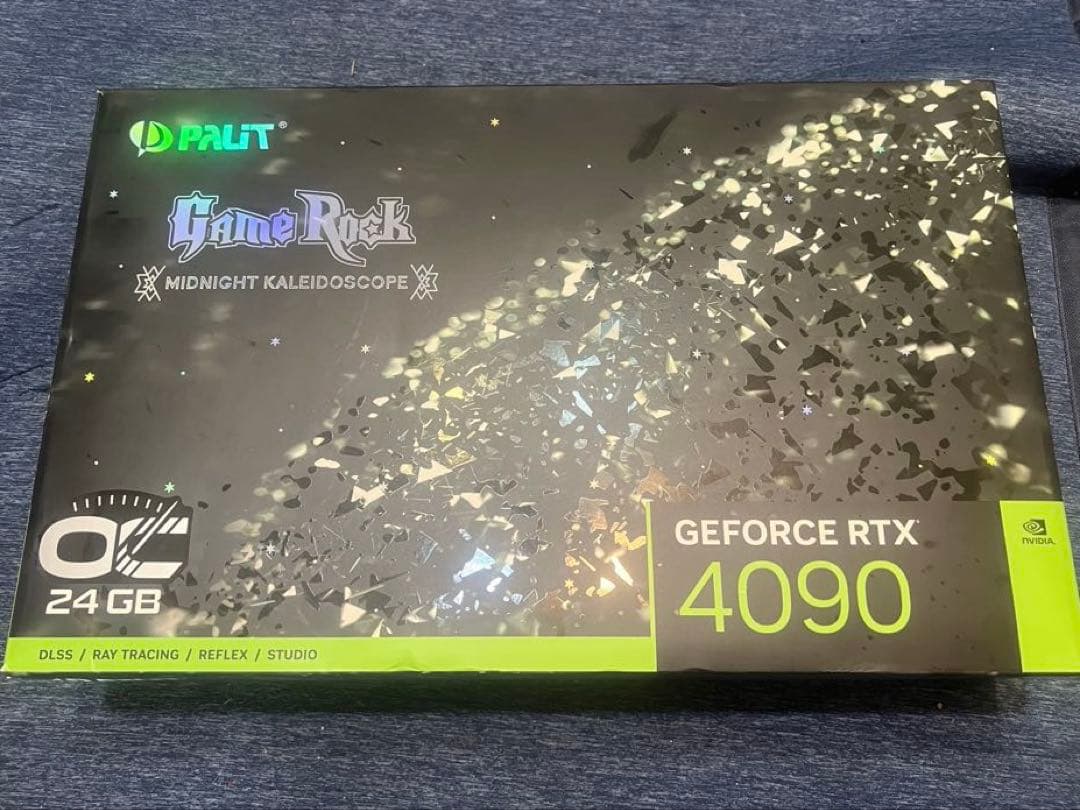 PALIT®
GameRock
MIDNIGHT KALEIDOSCOPE
OC
24 GB
GEFORCE RTX
4090
NVIDIA.
DLSS / RAY TRACING / REFLEX / STUDIO